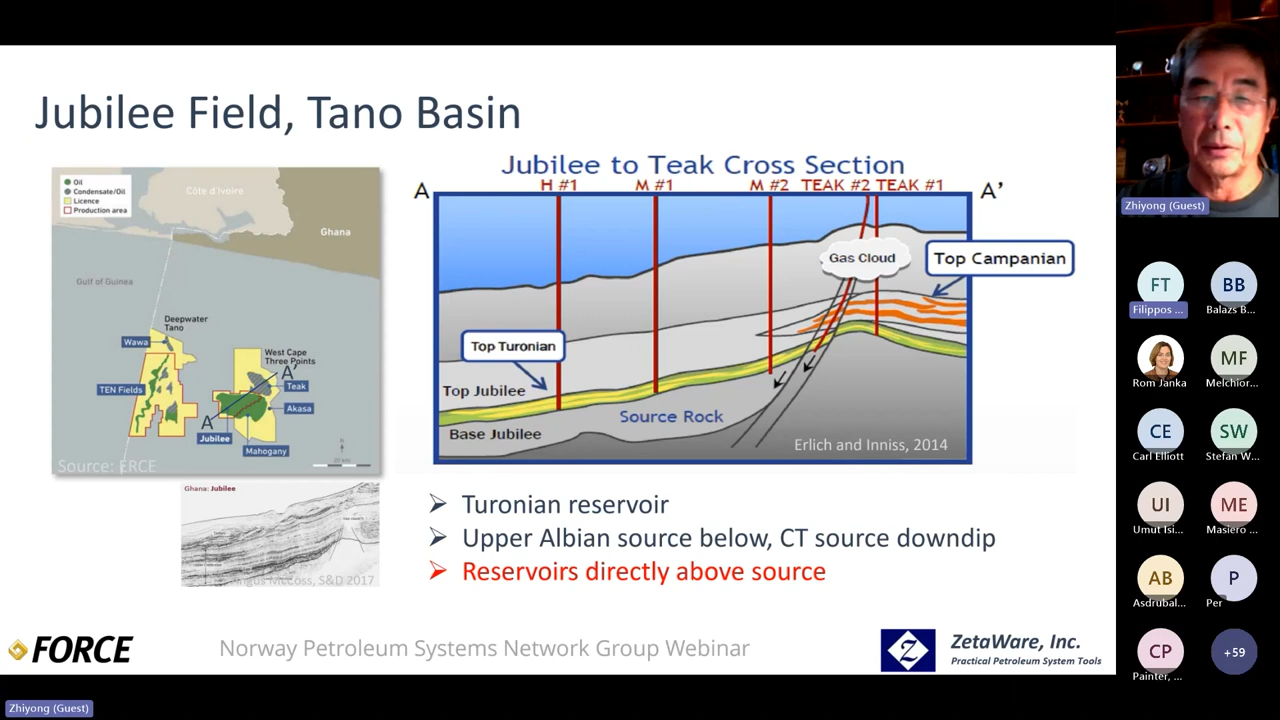 Jubilee Field, Tano Basin
Oil
Condensate/Oil
Licence
Production area
Côte d'Ivoire
Ghana
Gulf of Guinea
Deepwater
Tano
Wawa
West Cape
Three Points
A'
TEN Fields
Teak
Akasa
A
Jubilee
Mahogany
Source: ERCE
Jubilee to Teak Cross Section
A
H #1
M #1
M #2
TEAK #2
TEAK #1
A'
Gas Cloud
Top Campanian
Top Turonian
Top Jubilee
Source Rock
Base Jubilee
Erlich and Inniss, 2014
Ghana: Jubilee
Angus McCoss, S&D 2017
➢ Turonian reservoir
➢ Upper Albian source below, CT source downdip
➢ Reservoirs directly above source
FORCE
Norway Petroleum Systems Network Group Webinar
Z
ZetaWare, Inc.
Practical Petroleum System Tools
Zhiyong (Guest)
FT
Filippos ...
BB
Balazs B...
Rom Janka
MF
Melchior...
CE
Carl Elliott
SW
Stefan W...
UI
Umut Isi...
ME
Masiero ...
AB
Asdrubal...
P
Per
CP
Painter, ...
+59
Zhiyong (Guest)